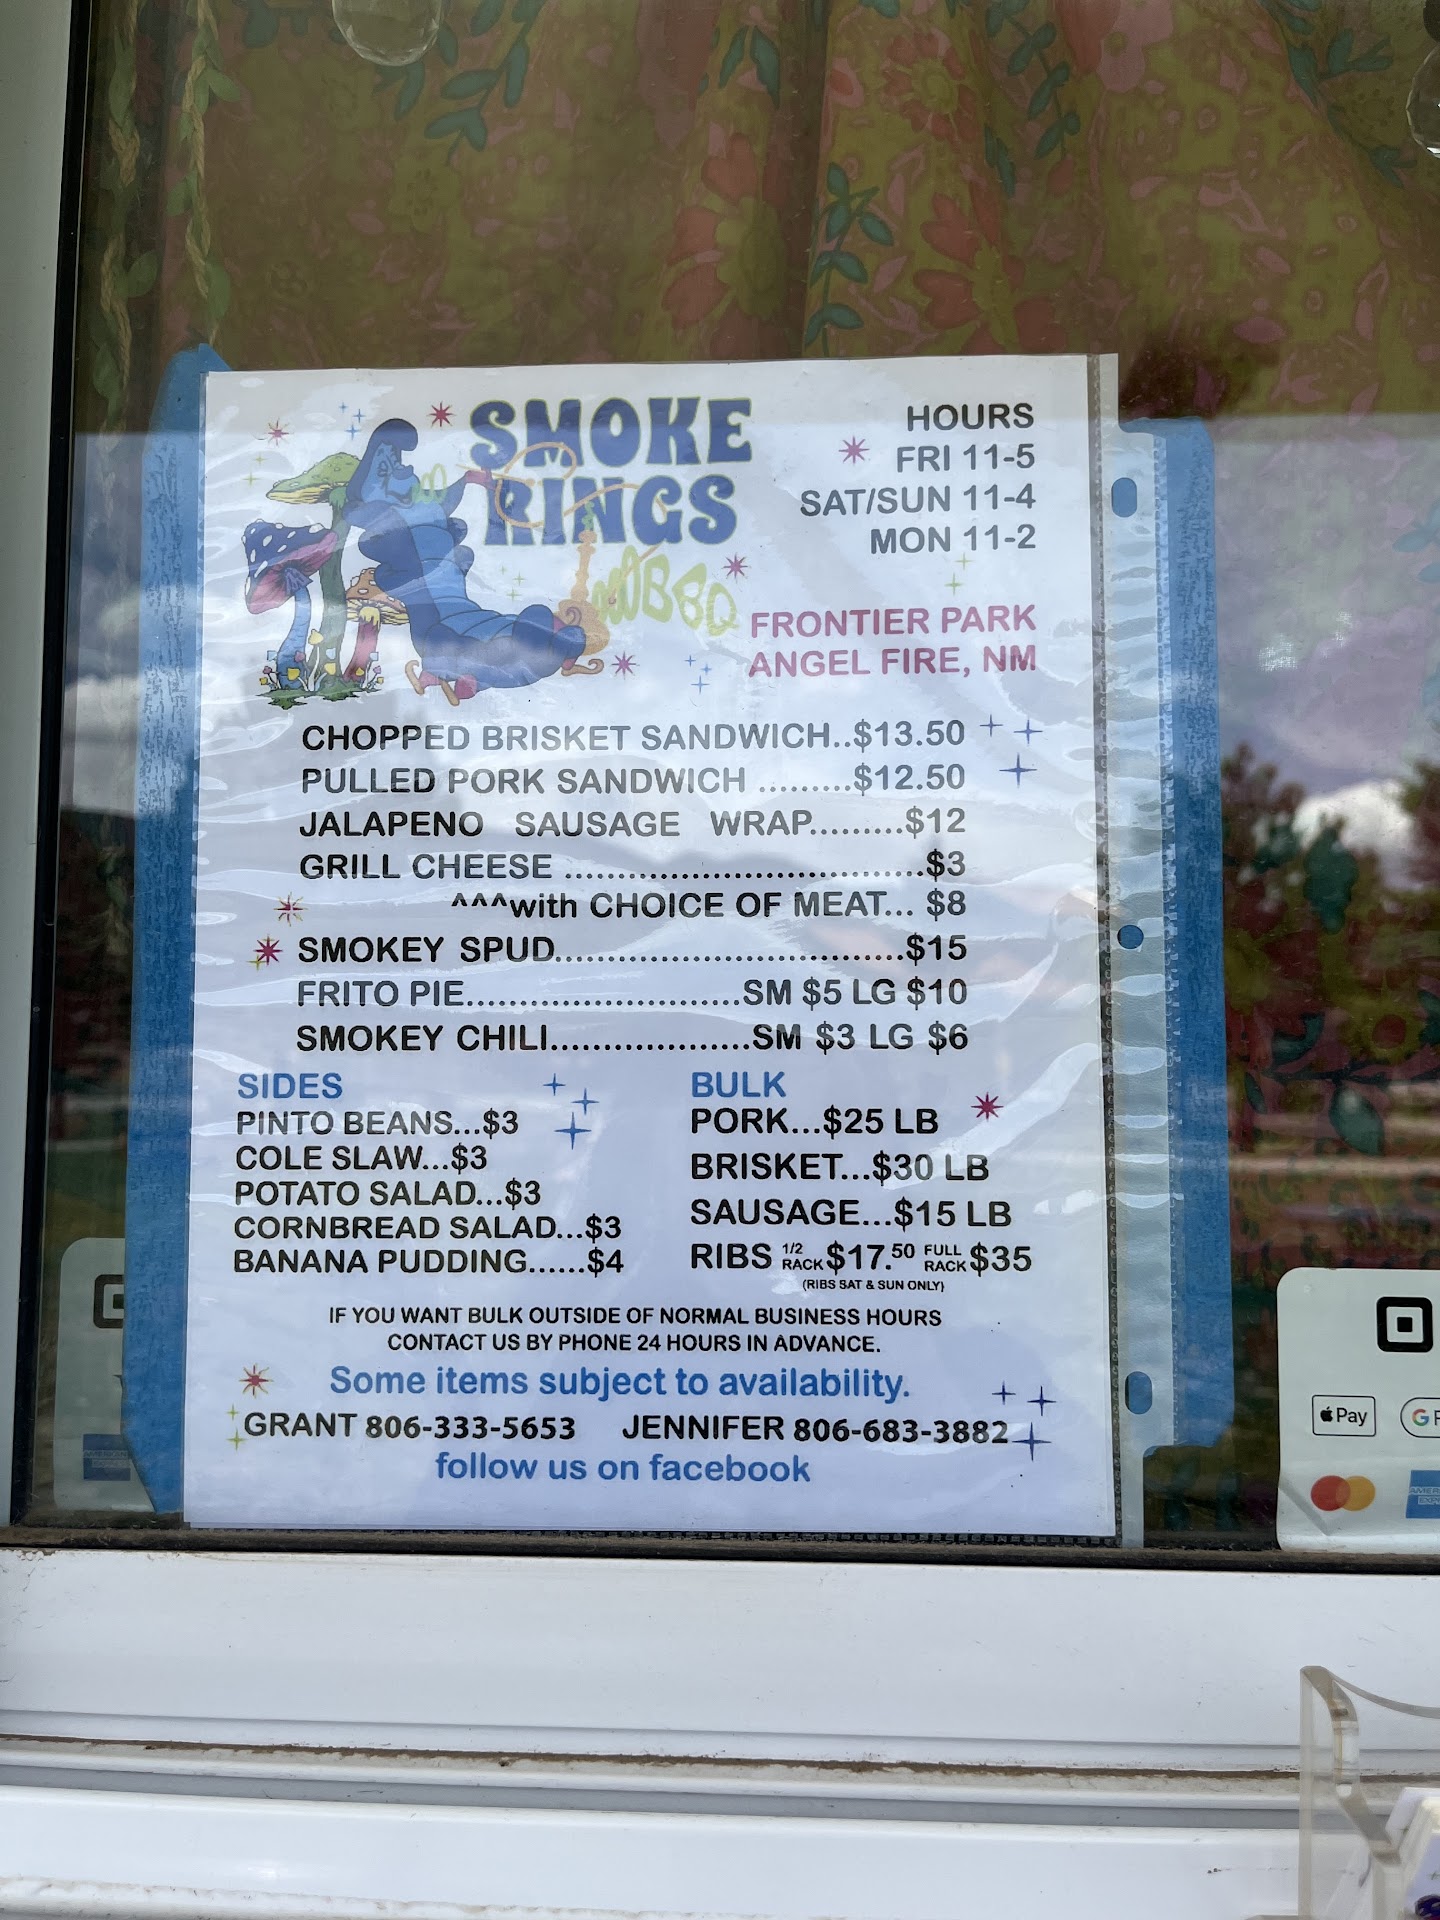 SMOKE
RINGS
BBQ
HOURS
FRI 11-5
SAT/SUN 11-4
MON 11-2
FRONTIER PARK
ANGEL FIRE, NM
CHOPPED BRISKET SANDWICH..$13.50
PULLED PORK SANDWICH .........$12.50
JALAPENO SAUSAGE WRAP.........$12
GRILL CHEESE ..................................$3
^^^with CHOICE OF MEAT... $8
SMOKEY SPUD.................................$15
FRITO PIE..........................SM $5 LG $10
SMOKEY CHILI...................SM $3 LG $6
SIDES
PINTO BEANS...$3
COLE SLAW...$3
POTATO SALAD...$3
CORNBREAD SALAD...$3
BANANA PUDDING......$4
BULK
PORK...$25 LB
BRISKET...$30 LB
SAUSAGE...$15 LB
RIBS 1/2 RACK $17.50 FULL RACK $35
(RIBS SAT & SUN ONLY)
IF YOU WANT BULK OUTSIDE OF NORMAL BUSINESS HOURS
CONTACT US BY PHONE 24 HOURS IN ADVANCE.
Some items subject to availability.
GRANT 806-333-5653 JENNIFER 806-683-3882
follow us on facebook
Pay G